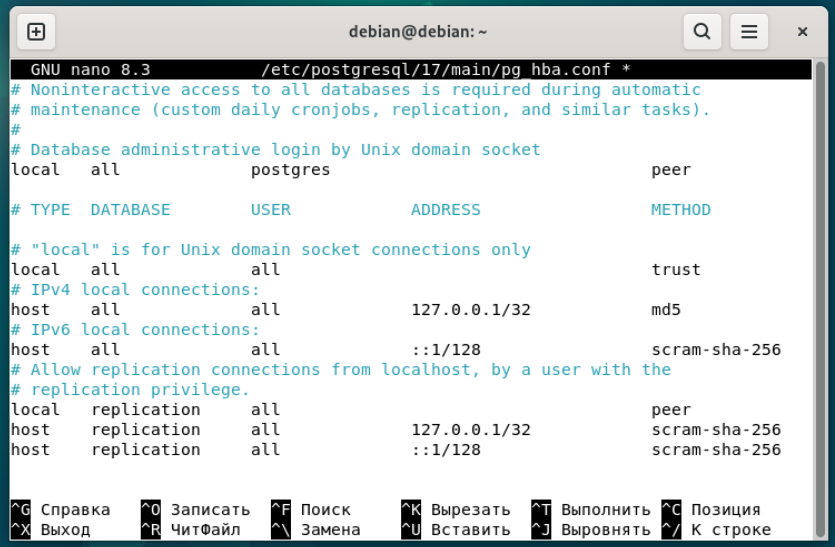 debian@debian: ~
GNU nano 8.3 /etc/postgresql/17/main/pg_hba.conf *
# Noninteractive access to all databases is required during automatic
# maintenance (custom daily cronjobs, replication, and similar tasks).
#
# Database administrative login by Unix domain socket
local all postgres peer
# TYPE DATABASE USER ADDRESS METHOD
# "local" is for Unix domain socket connections only
local all all trust
# IPv4 local connections:
host all all 127.0.0.1/32 md5
# IPv6 local connections:
host all all ::1/128 scram-sha-256
# Allow replication connections from localhost, by a user with the
# replication privilege.
local replication all peer
host replication all 127.0.0.1/32 scram-sha-256
host replication all ::1/128 scram-sha-256
^G Справка ^O Записать ^F Поиск ^K Вырезать ^T Выполнить ^C Позиция
^X Выход ^R ЧитФайл ^\ Замена ^U Вставить ^J Выровнять ^/ К строке